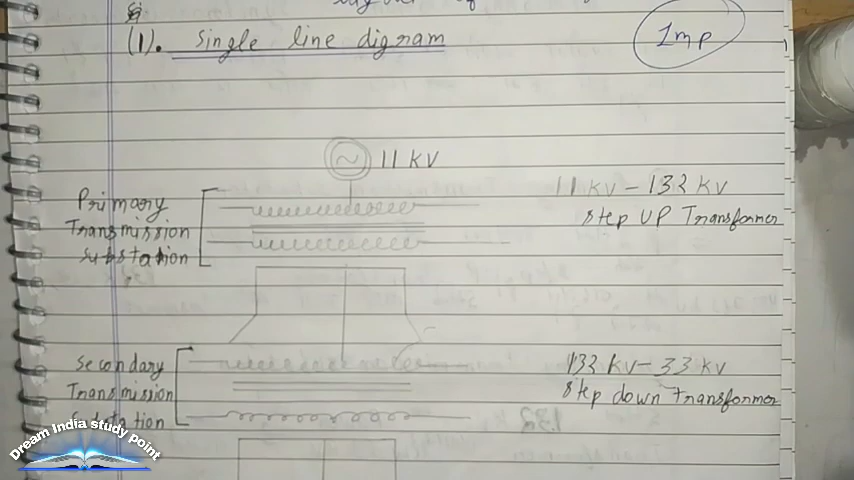 (1). single line digram
Imp
~ 11 kv
Primary
Transmission
substation
11 kv - 132 kv
step UP Transformer
secondary
Transmission
Substation
132 kv - 33 kv
step down transformer
132
Dream India study point